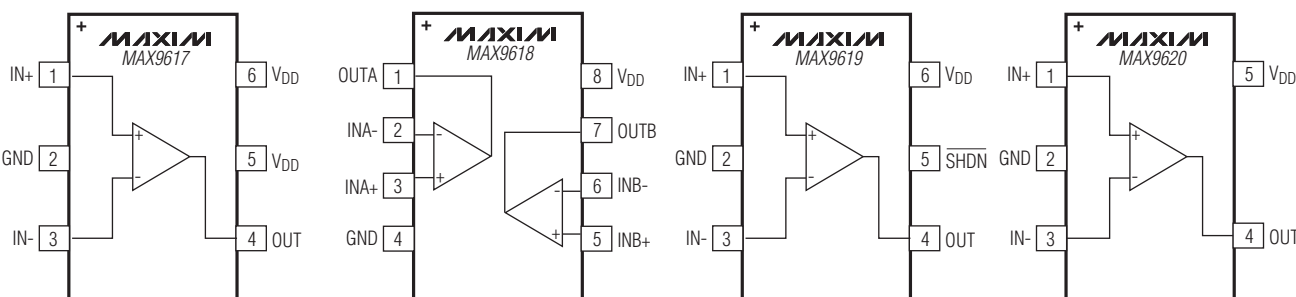 +
MAXIM
MAX9617
IN+ 1
6 VDD
+
-
GND 2
5 VDD
IN- 3
4 OUT
+
MAXIM
MAX9618
OUTA 1
8 VDD
INA- 2
-
7 OUTB
INA+ 3
+
6 INB-
-
GND 4
5 INB+
+
+
MAXIM
MAX9619
IN+ 1
6 VDD
+
-
GND 2
5 S̅H̅D̅N̅
IN- 3
4 OUT
+
MAXIM
MAX9620
IN+ 1
5 VDD
+
-
GND 2
IN- 3
4 OUT